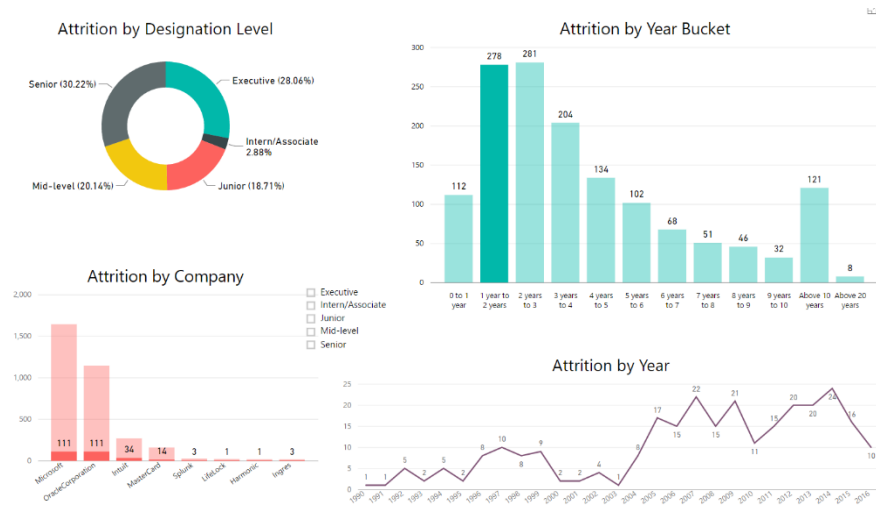 Attrition by Designation Level
Senior (30.22%)
Executive (28.06%)
Intern/Associate
2.88%
Mid-level (20.14%)
Junior (18.71%)
Attrition by Year Bucket
300
250
200
150
100
50
0
112
278
281
204
134
102
68
51
46
32
121
8
0 to 1
year
1 year to
2 years
2 years
to 3
3 years
to 4
4 years
to 5
5 years
to 6
6 years
to 7
7 years
to 8
8 years
to 9
9 years
to 10
Above 10
years
Above 20
years
Attrition by Company
Executive
Intern/Associate
Junior
Mid-level
Senior
2,000
1,500
1,000
500
0
111
111
34
14
3
1
1
3
Microsoft
OracleCorporation
Intuit
MasterCard
Splunk
LifeLock
Harmonic
Ingres
Attrition by Year
25
20
15
10
5
0
1
1
5
2
5
2
8
10
8
9
2
2
4
1
8
17
15
22
15
21
11
15
20
20
24
16
10
1990
1991
1992
1993
1994
1995
1996
1997
1998
1999
2000
2001
2002
2003
2004
2005
2006
2007
2008
2009
2010
2011
2012
2013
2014
2015
2016